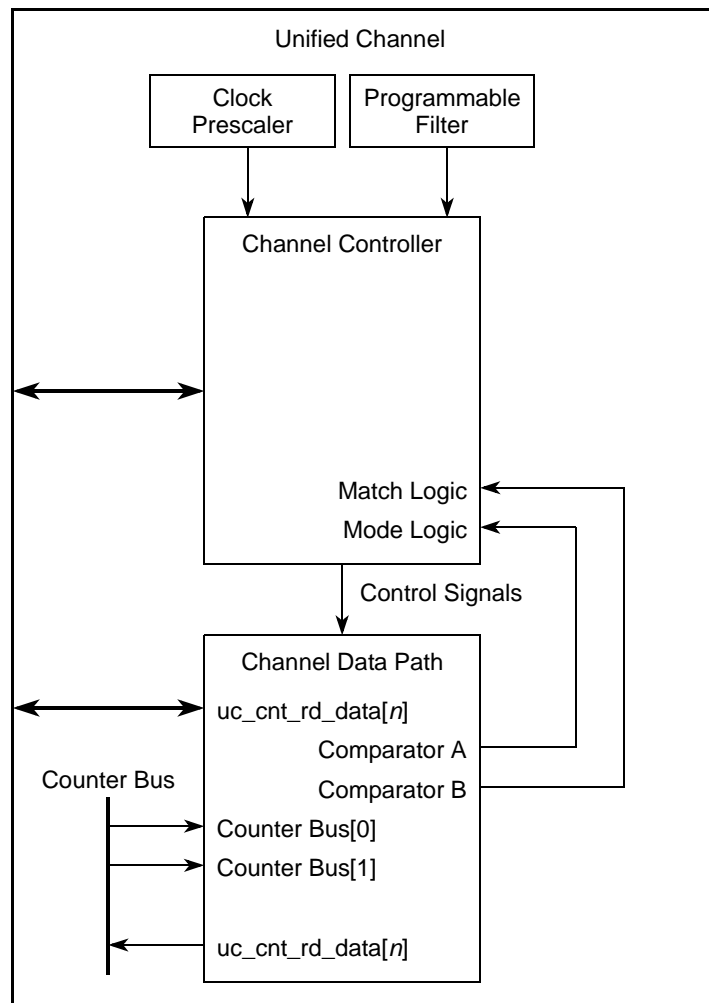 Unified Channel
Clock
Prescaler
Programmable
Filter
Channel Controller
Match Logic
Mode Logic
Control Signals
Channel Data Path
uc_cnt_rd_data[n]
Comparator A
Counter Bus
Comparator B
Counter Bus[0]
Counter Bus[1]
uc_cnt_rd_data[n]